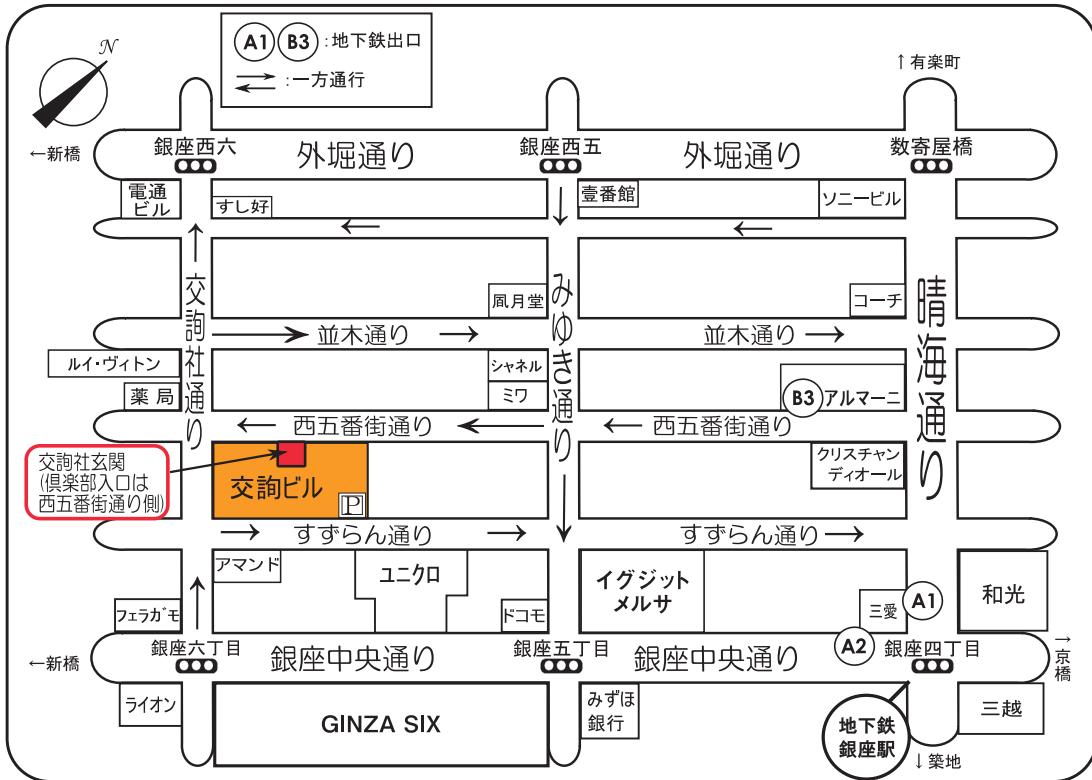 N
A1 B3 :地下鉄出口
:一方通行
↑有楽町
←新橋
銀座西六
外堀通り
銀座西五
外堀通り
数寄屋橋
電通
ビル
すし好
壹番館
ソニービル
交詢社通り
みゆき通り
晴海通り
凮月堂
コーチ
並木通り
並木通り
ルイ・ヴィトン
シャネル
薬局
ミワ
B3
アルマーニ
西五番街通り
西五番街通り
交詢社玄関
(倶楽部入口は
西五番街通り側)
交詢ビル
P
クリスチャン
ディオール
すずらん通り
すずらん通り
アマンド
ユニクロ
イグジット
メルサ
三愛
A1
和光
フェラガモ
ドコモ
A2
←新橋
銀座六丁目
銀座中央通り
銀座五丁目
銀座中央通り
銀座四丁目
→京橋
ライオン
GINZA SIX
みずほ
銀行
地下鉄
銀座駅
三越
↓築地